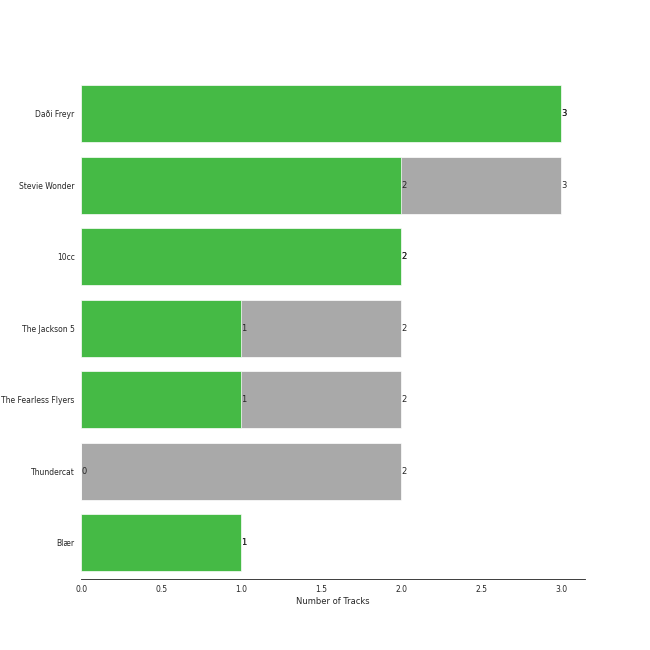 Daði Freyr 3
Stevie Wonder 2 3
10cc 2
The Jackson 5 1 2
The Fearless Flyers 1 2
Thundercat 0 2
Blær 1
0.0 0.5 1.0 1.5 2.0 2.5 3.0
Number of Tracks